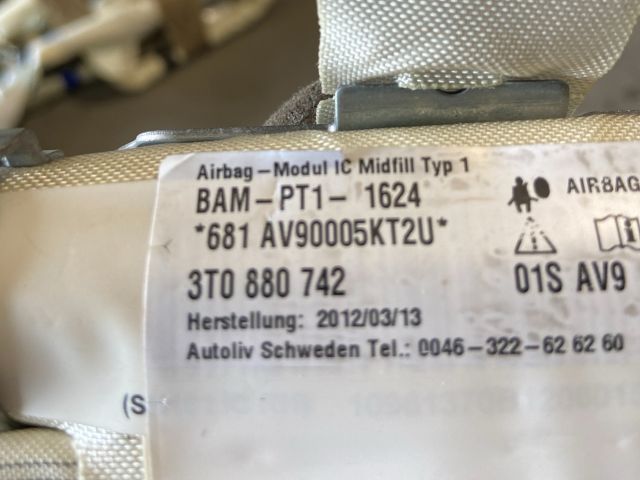 Airbag-Modul IC Midfill Typ 1
BAM-PT1-1624
*681 AV90005KT2U*
3T0 880 742
Herstellung: 2012/03/13
Autoliv Schweden Tel.: 0046-322-62 62 60
AIRBAG
01S AV9
(S